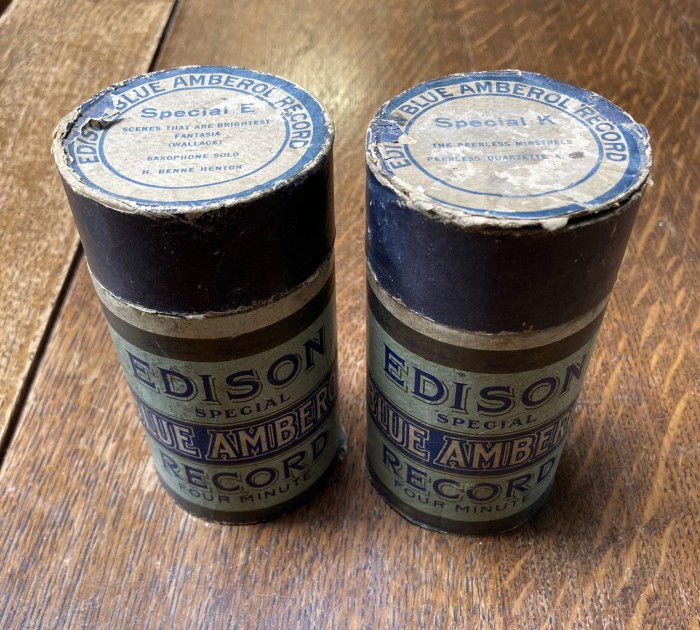 EDISON BLUE AMBEROL RECORD
Special E
SCENES THAT ARE BRIGHTEST
FANTASIA
(WALLACE)
SAXOPHONE SOLO
H. BENNE HENTON
EDISON
SPECIAL
BLUE AMBEROL
RECORD
FOUR MINUTE
BLUE AMBEROL RECORD
Special K
THE PEERLESS MINSTRELS
PEERLESS QUARTETTE
EDISON
SPECIAL
BLUE AMBEROL
RECORD
FOUR MINUTE